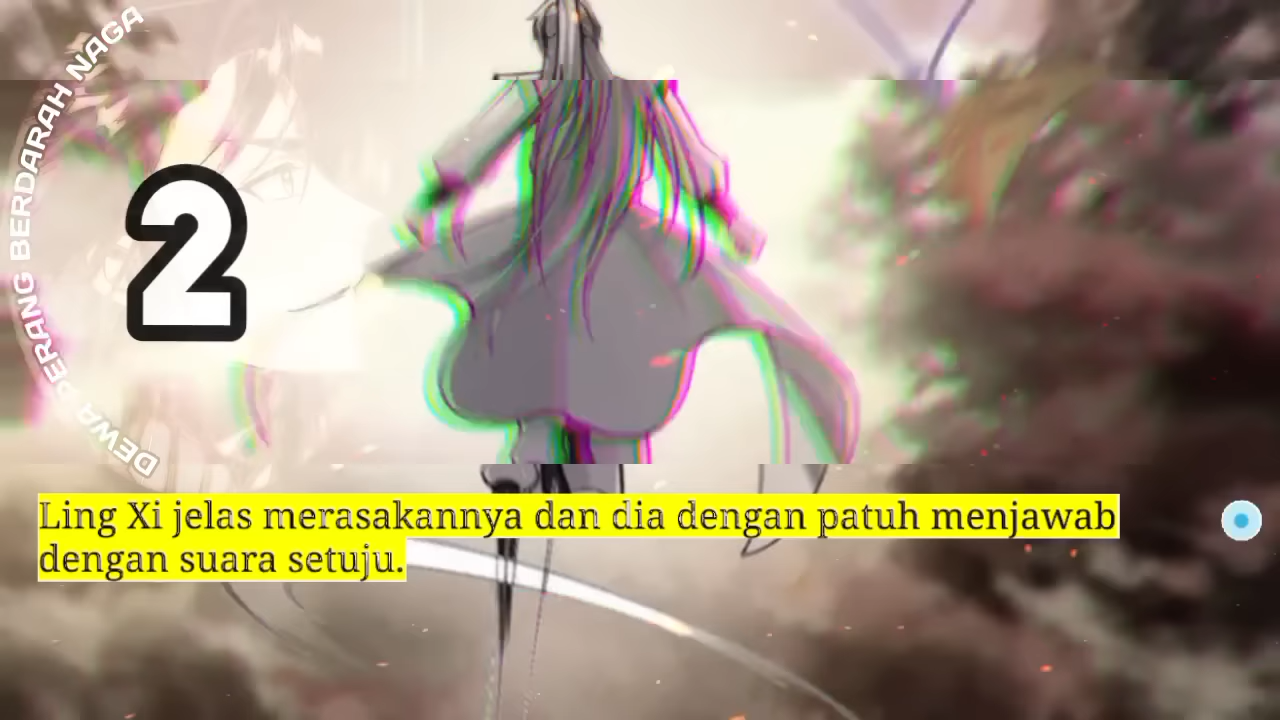 DEWA PERANG BERDARAH NAGA
2
Ling Xi jelas merasakannya dan dia dengan patuh menjawab
dengan suara setuju.